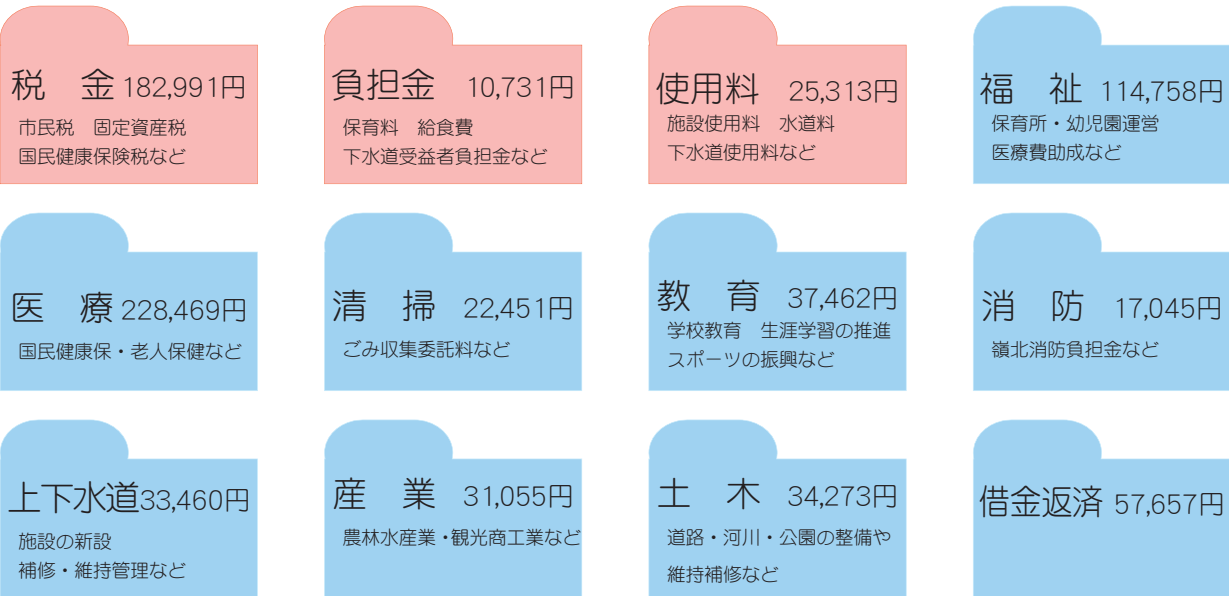 税　金 182,991円
市民税　固定資産税
国民健康保険税など
負担金　10,731円
保育料　給食費
下水道受益者負担金など
使用料　25,313円
施設使用料　水道料
下水道使用料など
福　祉 114,758円
保育所・幼児園運営
医療費助成など
医　療 228,469円
国民健康保・老人保健など
清　掃　22,451円
ごみ収集委託料など
教　育　37,462円
学校教育　生涯学習の推進
スポーツの振興など
消　防　17,045円
嶺北消防負担金など
上下水道33,460円
施設の新設
補修・維持管理など
産　業　31,055円
農林水産業・観光商工業など
土　木　34,273円
道路・河川・公園の整備や
維持補修など
借金返済 57,657円